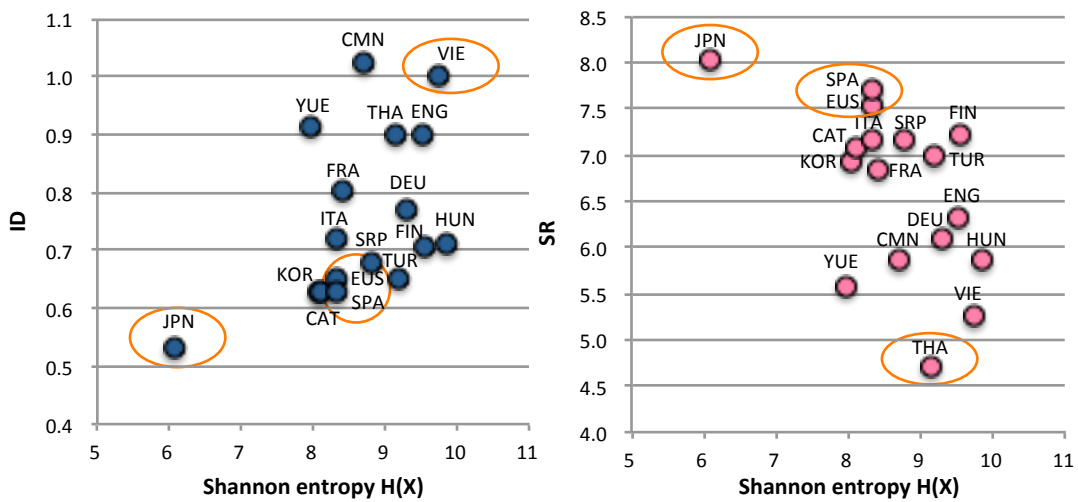 1.1
1.0
0.9
0.8
0.7
0.6
0.5
0.4
ID
CMN
VIE
YUE
THA ENG
FRA
DEU
ITA
SRP
FIN
HUN
KOR
TUR
EUS
CAT
SPA
JPN
5 6 7 8 9 10 11
Shannon entropy H(X)
8.5
8.0
7.5
7.0
6.5
6.0
5.5
5.0
4.5
4.0
SR
JPN
SPA
EUS
ITA SRP FIN
CAT
KOR
FRA
TUR
ENG
DEU
CMN
HUN
YUE
VIE
THA
5 6 7 8 9 10 11
Shannon entropy H(X)